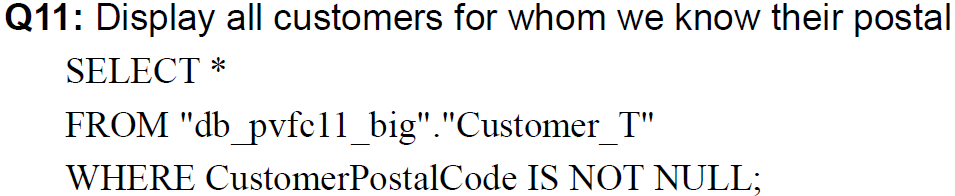 Q11: Display all customers for whom we know their postal
SELECT *
FROM "db_pvfc11_big"."Customer_T"
WHERE CustomerPostalCode IS NOT NULL;